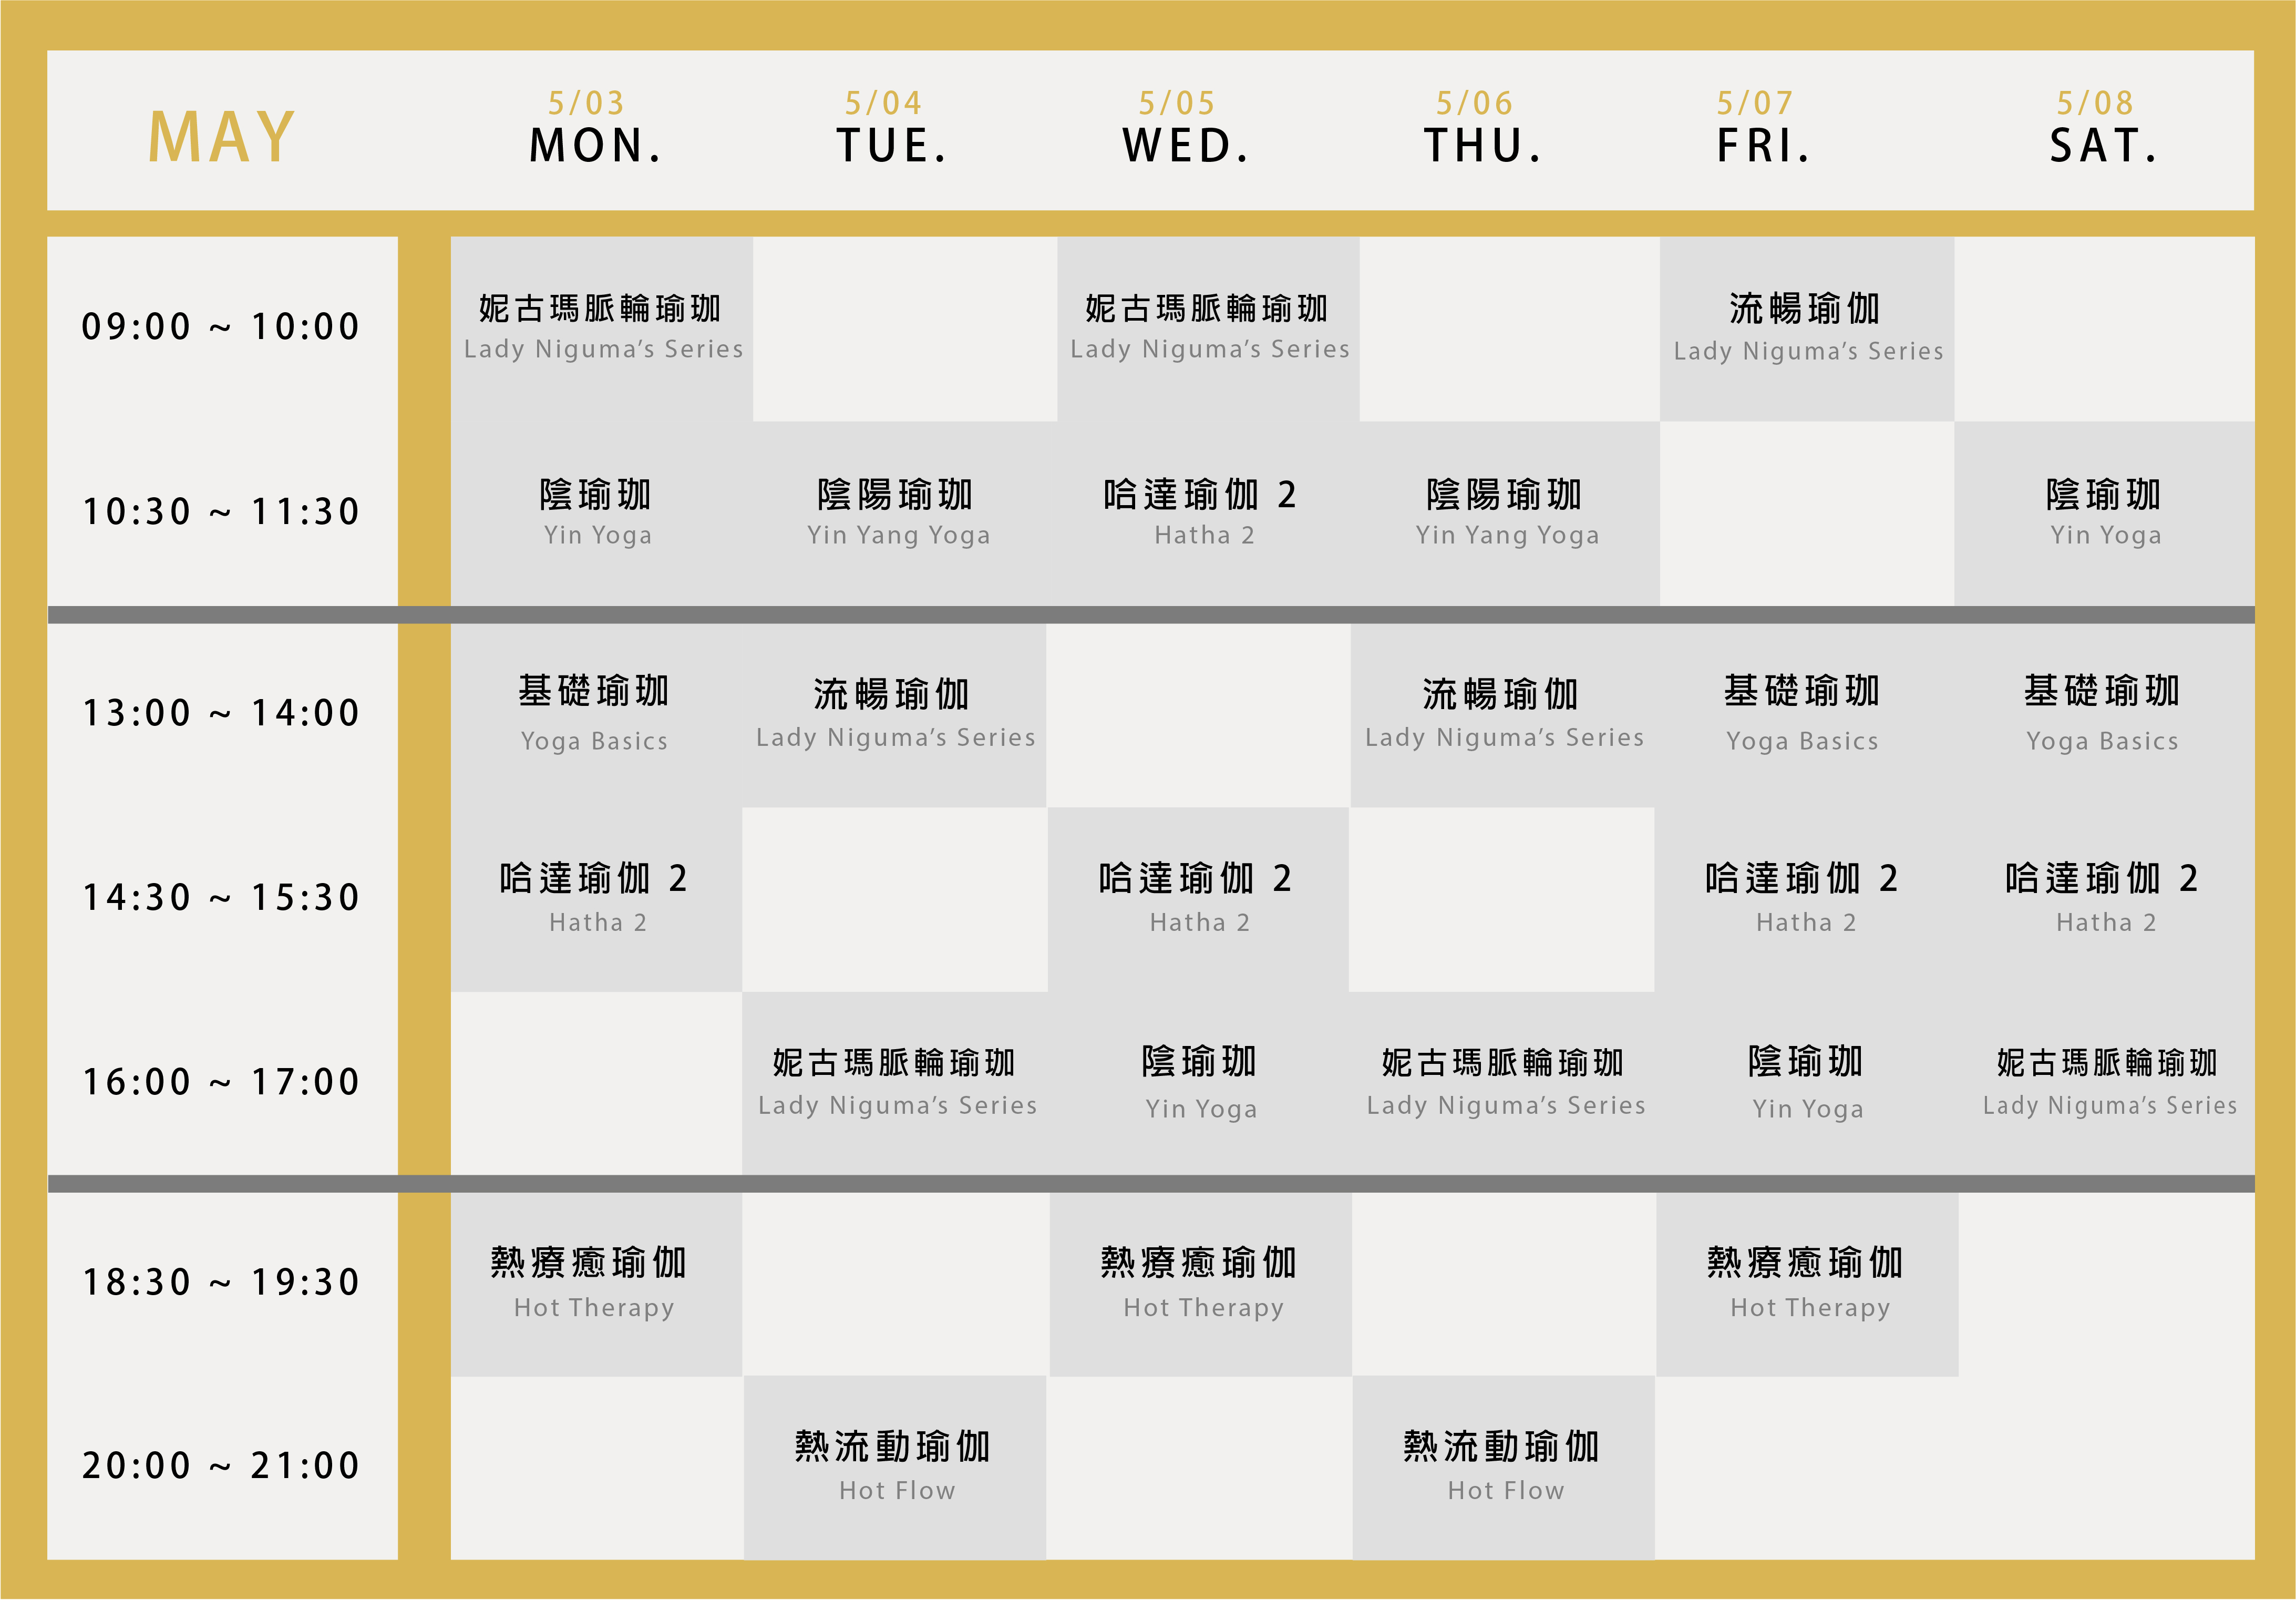 MAY
5/03
MON.
5/04
TUE.
5/05
WED.
5/06
THU.
5/07
FRI.
5/08
SAT.
09:00 ~ 10:00
妮古瑪脈輪瑜珈
Lady Niguma’s Series
妮古瑪脈輪瑜珈
Lady Niguma’s Series
流暢瑜伽
Lady Niguma’s Series
10:30 ~ 11:30
陰瑜珈
Yin Yoga
陰陽瑜珈
Yin Yang Yoga
哈達瑜伽 2
Hatha 2
陰陽瑜珈
Yin Yang Yoga
陰瑜珈
Yin Yoga
13:00 ~ 14:00
基礎瑜珈
Yoga Basics
流暢瑜伽
Lady Niguma’s Series
流暢瑜伽
Lady Niguma’s Series
基礎瑜珈
Yoga Basics
基礎瑜珈
Yoga Basics
14:30 ~ 15:30
哈達瑜伽 2
Hatha 2
哈達瑜伽 2
Hatha 2
哈達瑜伽 2
Hatha 2
哈達瑜伽 2
Hatha 2
16:00 ~ 17:00
妮古瑪脈輪瑜珈
Lady Niguma’s Series
陰瑜珈
Yin Yoga
妮古瑪脈輪瑜珈
Lady Niguma’s Series
陰瑜珈
Yin Yoga
妮古瑪脈輪瑜珈
Lady Niguma’s Series
18:30 ~ 19:30
熱療癒瑜伽
Hot Therapy
熱療癒瑜伽
Hot Therapy
熱療癒瑜伽
Hot Therapy
20:00 ~ 21:00
熱流動瑜伽
Hot Flow
熱流動瑜伽
Hot Flow